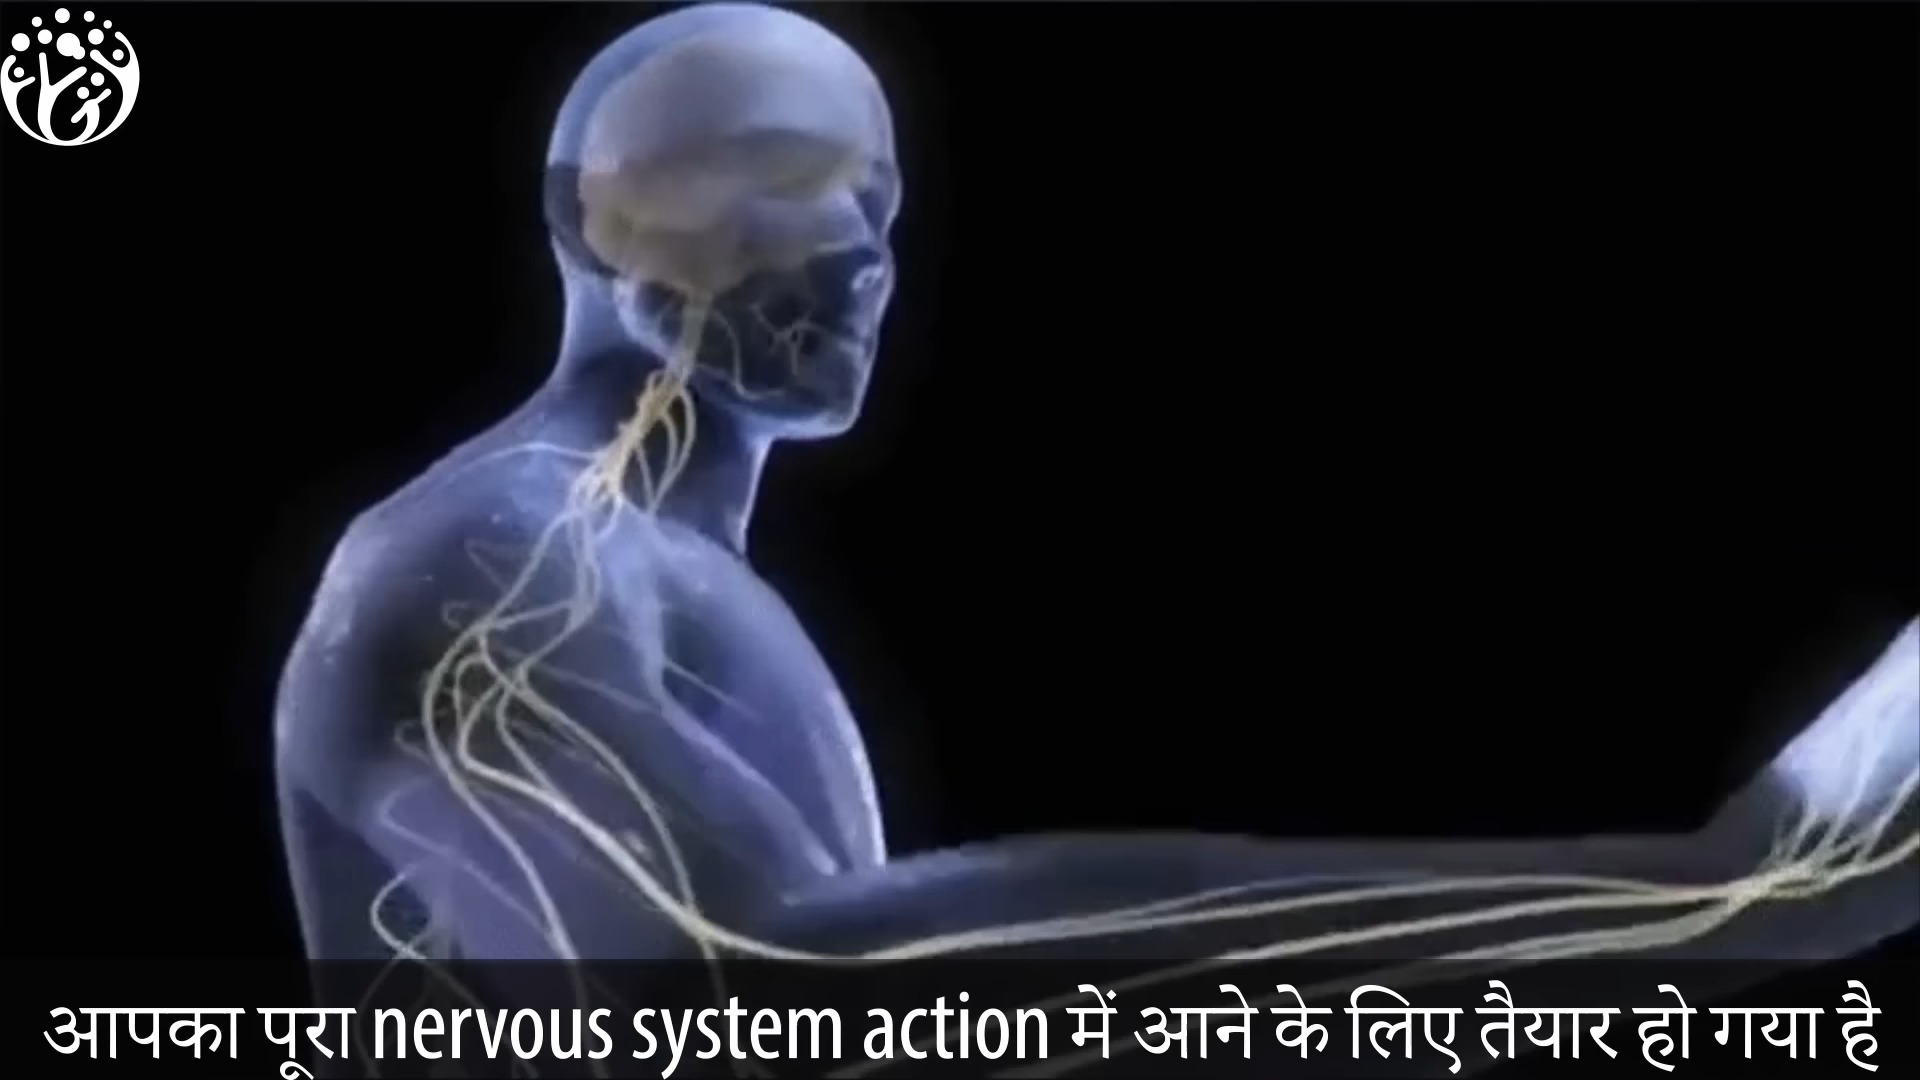 आपका पूरा nervous system action में आने के लिए तैयार हो गया है